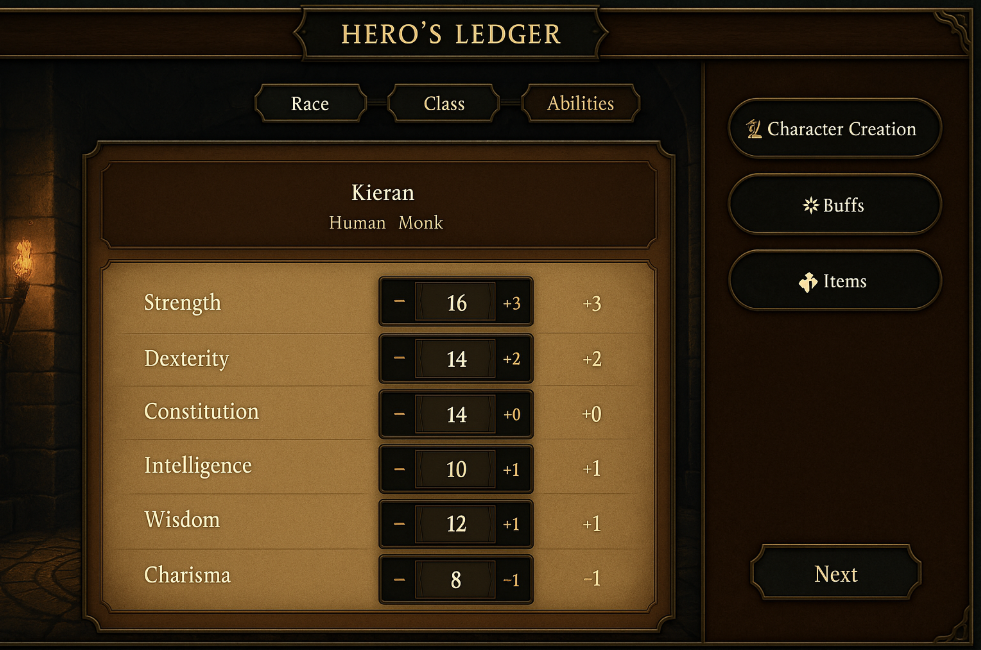 HERO'S LEDGER
Race Class Abilities
Kieran
Human Monk
Strength − 16 +3 +3
Dexterity − 14 +2 +2
Constitution − 14 +0 +0
Intelligence − 10 +1 +1
Wisdom − 12 +1 +1
Charisma − 8 −1 −1
Character Creation
Buffs
Items
Next